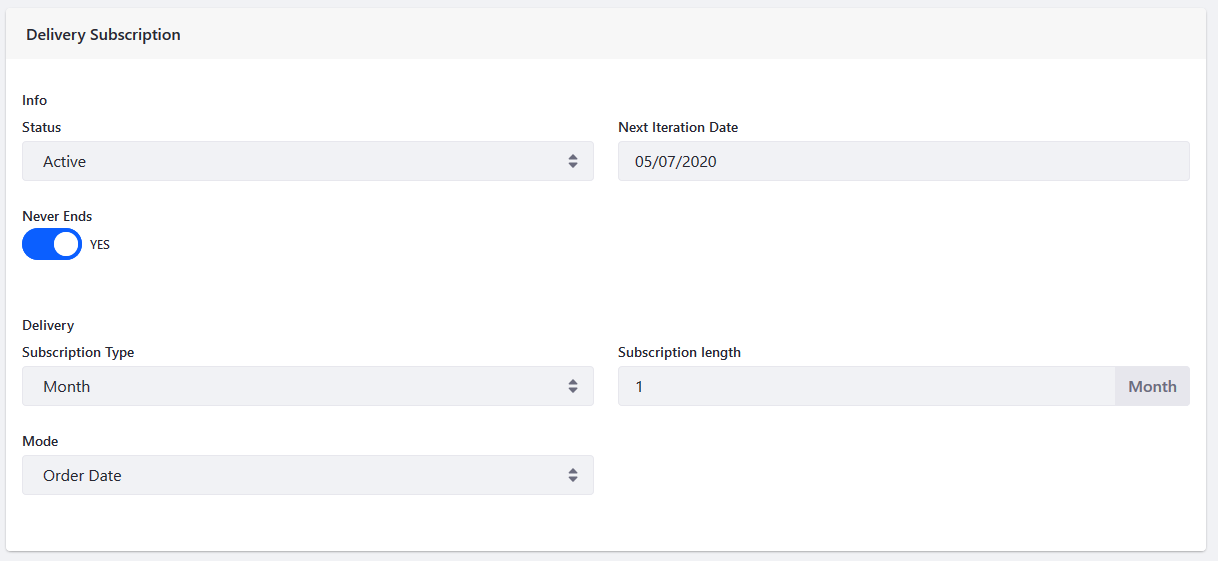 Delivery Subscription
Info
Status
Next Iteration Date
Active
05/07/2020
Never Ends
YES
Delivery
Subscription Type
Subscription length
Month
1
Month
Mode
Order Date